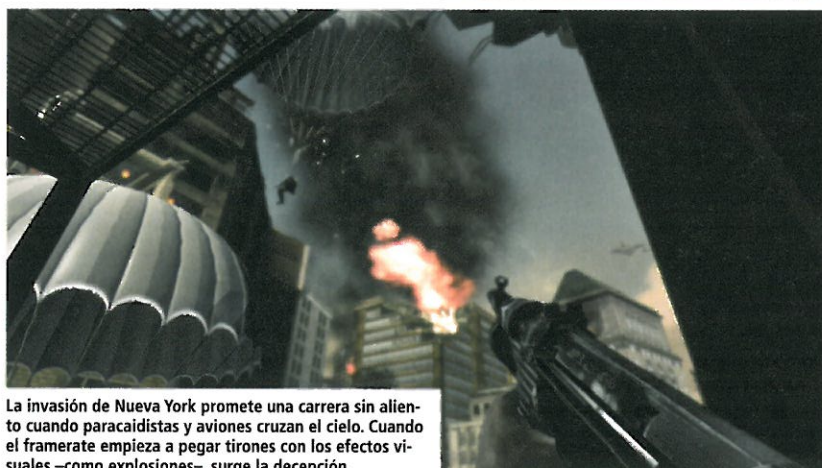 La invasión de Nueva York promete una carrera sin alien-
to cuando paracaidistas y aviones cruzan el cielo. Cuando
el framerate empieza a pegar tirones con los efectos vi-
suales –como explosiones–, surge la decepción.